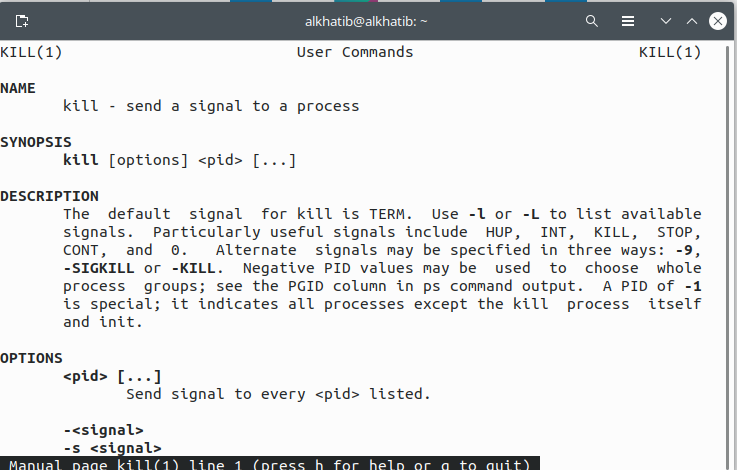 alkhatib@alkhatib: ~
KILL(1) User Commands KILL(1)
NAME
kill - send a signal to a process
SYNOPSIS
kill [options] <pid> [...]
DESCRIPTION
The default signal for kill is TERM. Use -l or -L to list available
signals. Particularly useful signals include HUP, INT, KILL, STOP,
CONT, and 0. Alternate signals may be specified in three ways: -9,
-SIGKILL or -KILL. Negative PID values may be used to choose whole
process groups; see the PGID column in ps command output. A PID of -1
is special; it indicates all processes except the kill process itself
and init.
OPTIONS
<pid> [...]
Send signal to every <pid> listed.
-<signal>
-s <signal>
Manual page kill(1) line 1 (press h for help or q to quit)